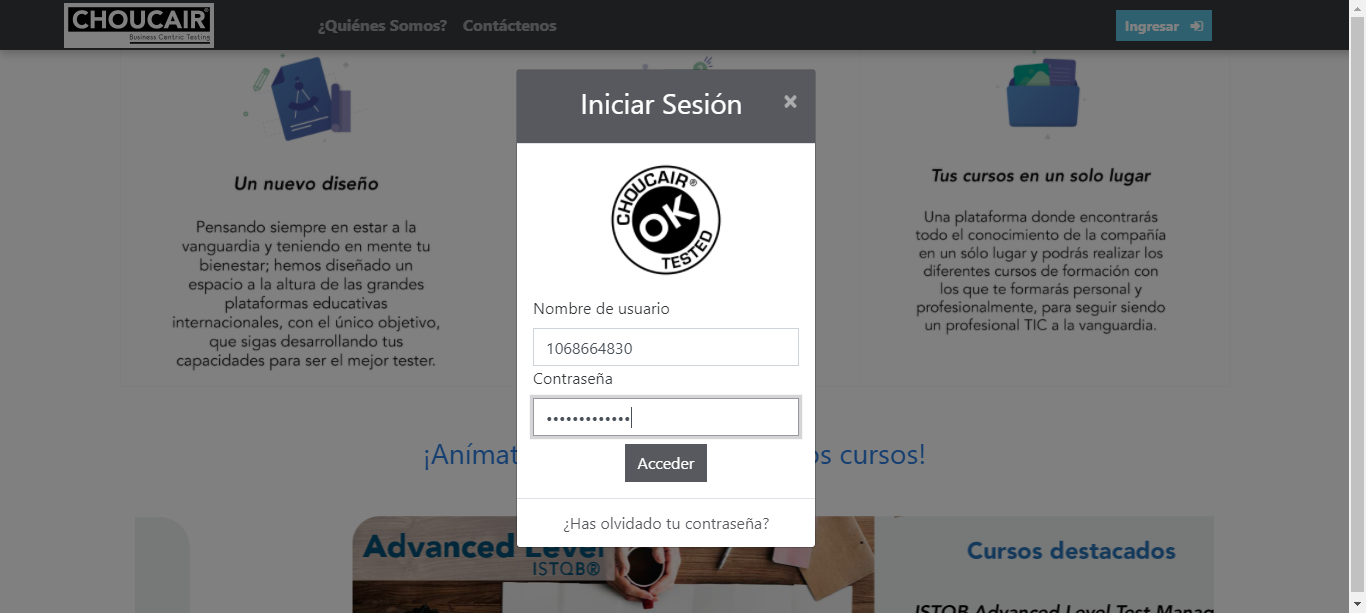 CHOUCAIR®
Business Centric Testing
¿Quiénes Somos?
Contáctenos
Ingresar
Iniciar Sesión
×
CHOUCAIR®
OK
TESTED
Nombre de usuario
1068664830
Contraseña
•••••••••••••
Acceder
¿Has olvidado tu contraseña?
Un nuevo diseño
Pensando siempre en estar a la
vanguardia y teniendo en mente tu
bienestar; hemos diseñado un
espacio a la altura de las grandes
plataformas educativas
internacionales, con el único objetivo,
que sigas desarrollando tus
capacidades para ser el mejor tester.
Tus cursos en un solo lugar
Una plataforma donde encontrarás
todo el conocimiento de la compañía
en un sólo lugar y podrás realizar los
diferentes cursos de formación con
los que te formarás personal y
profesionalmente, para seguir siendo
un profesional TIC a la vanguardia.
cursos!
Advanced Level
ISTQB®
Cursos destacados
ISTQB Advanced Level Test Manag